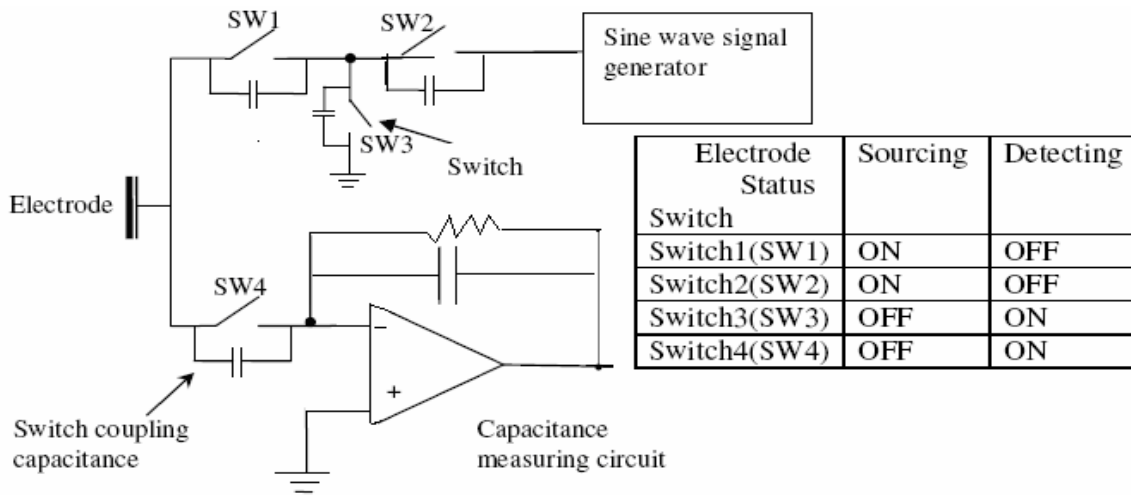 SW1
SW2
Sine wave signal
generator
SW3
Switch
Electrode
SW4
−
+
Switch coupling
capacitance
Capacitance
measuring circuit
Electrode Status Sourcing Detecting
Switch
Switch1(SW1) ON OFF
Switch2(SW2) ON OFF
Switch3(SW3) OFF ON
Switch4(SW4) OFF ON